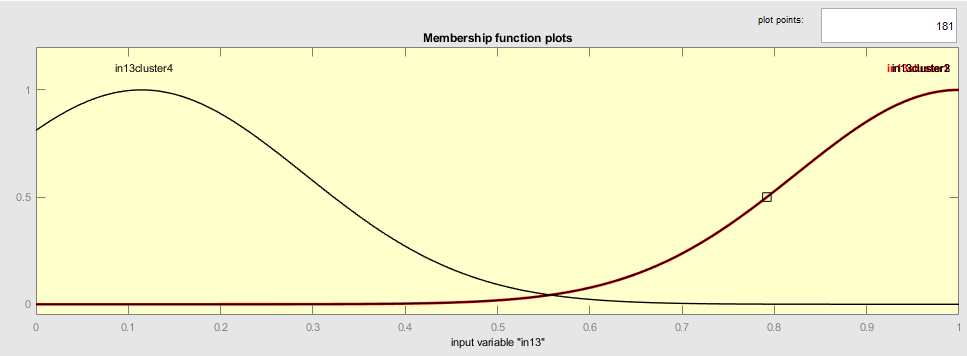 plot points:
181
Membership function plots
in13cluster4
1
0.5
0
0 0.1 0.2 0.3 0.4 0.5 0.6 0.7 0.8 0.9 1
input variable "in13"